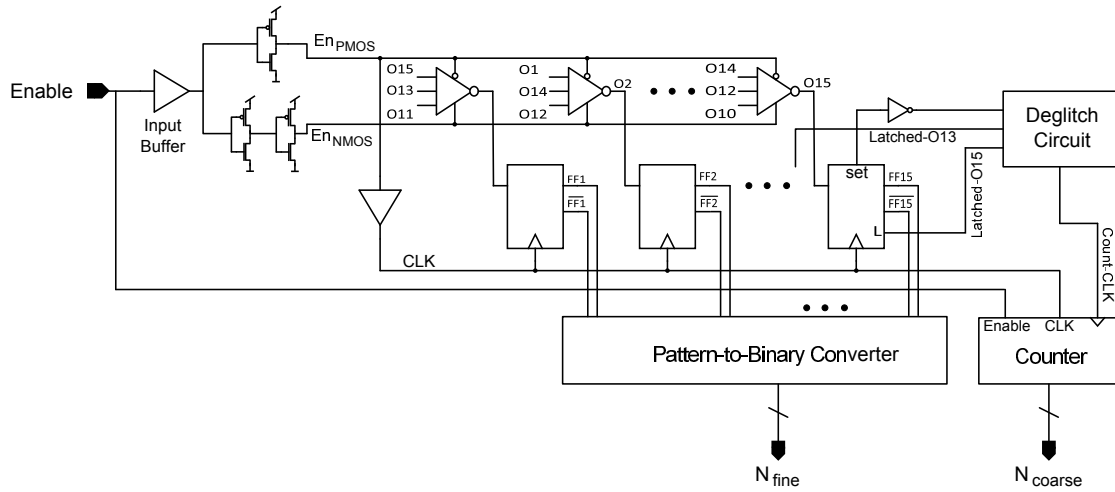 Enable
Input
Buffer
EnPMOS
EnNMOS
O15
O13
O11
O1
O14
O12
O2
O14
O12
O10
O15
Latched-O13
Deglitch
Circuit
set
FF1
FF1
FF2
FF2
FF15
FF15
L
Latched-O15
Count-CLK
CLK
Pattern-to-Binary Converter
Enable CLK
Counter
Nfine
Ncoarse